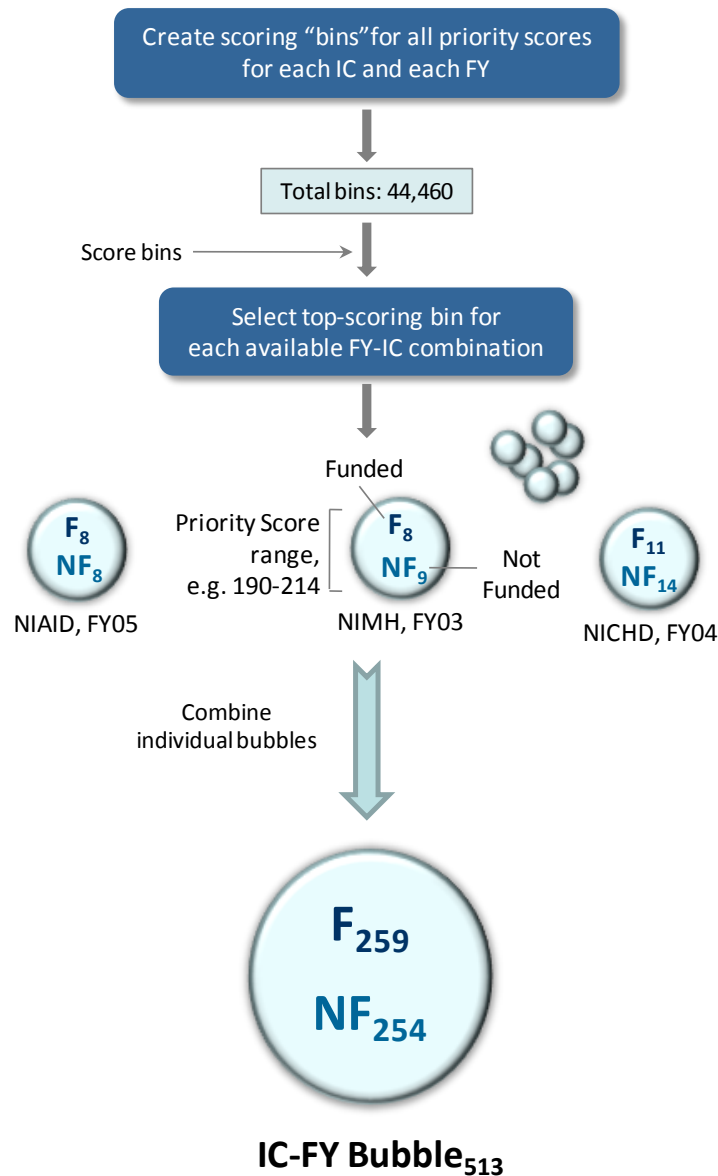 Create scoring “bins”for all priority scores
for each IC and each FY
Total bins: 44,460
Score bins
Select top-scoring bin for
each available FY-IC combination
Funded
F8
NF8
NIAID, FY05
Priority Score
range,
e.g. 190-214
F8
NF9
NIMH, FY03
Not
Funded
F11
NF14
NICHD, FY04
Combine
individual bubbles
F259
NF254
IC-FY Bubble513